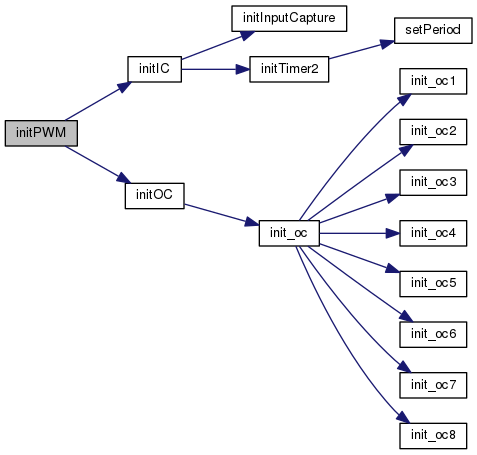 initInputCapture
setPeriod
initIC
initTimer2
init_oc1
initPWM
init_oc2
init_oc3
initOC
init_oc
init_oc4
init_oc5
init_oc6
init_oc7
init_oc8